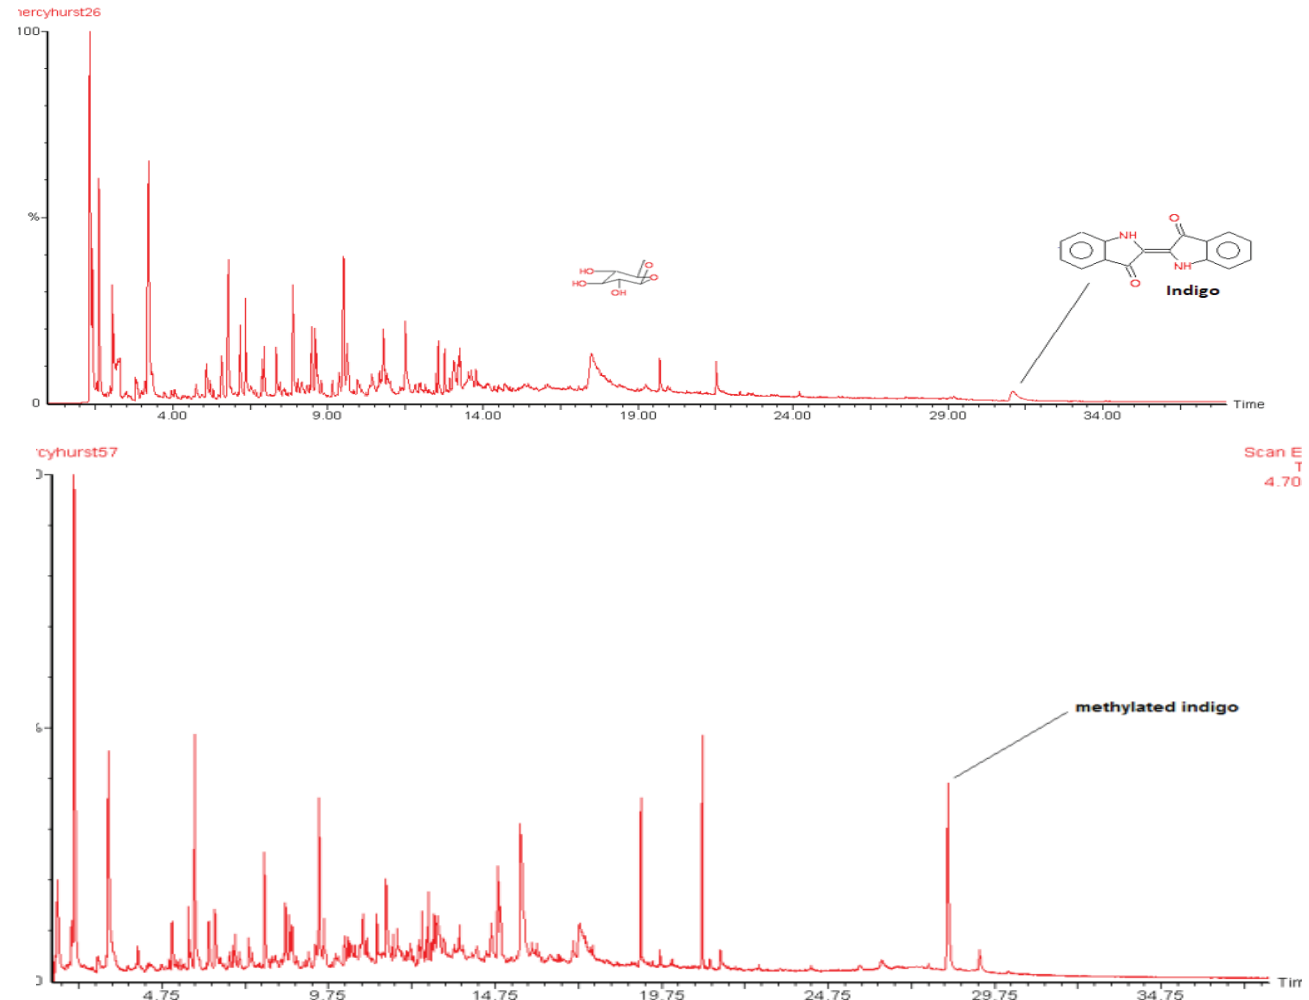 nercyhurst26
100
%
0
4.00 9.00 14.00 19.00 24.00 29.00 34.00 Time
HO
HO
OH
O
O
NH
O
O
NH
Indigo
rcyhurst57
Scan E
T
4.70
methylated indigo
4.75 9.75 14.75 19.75 24.75 29.75 34.75 Tim